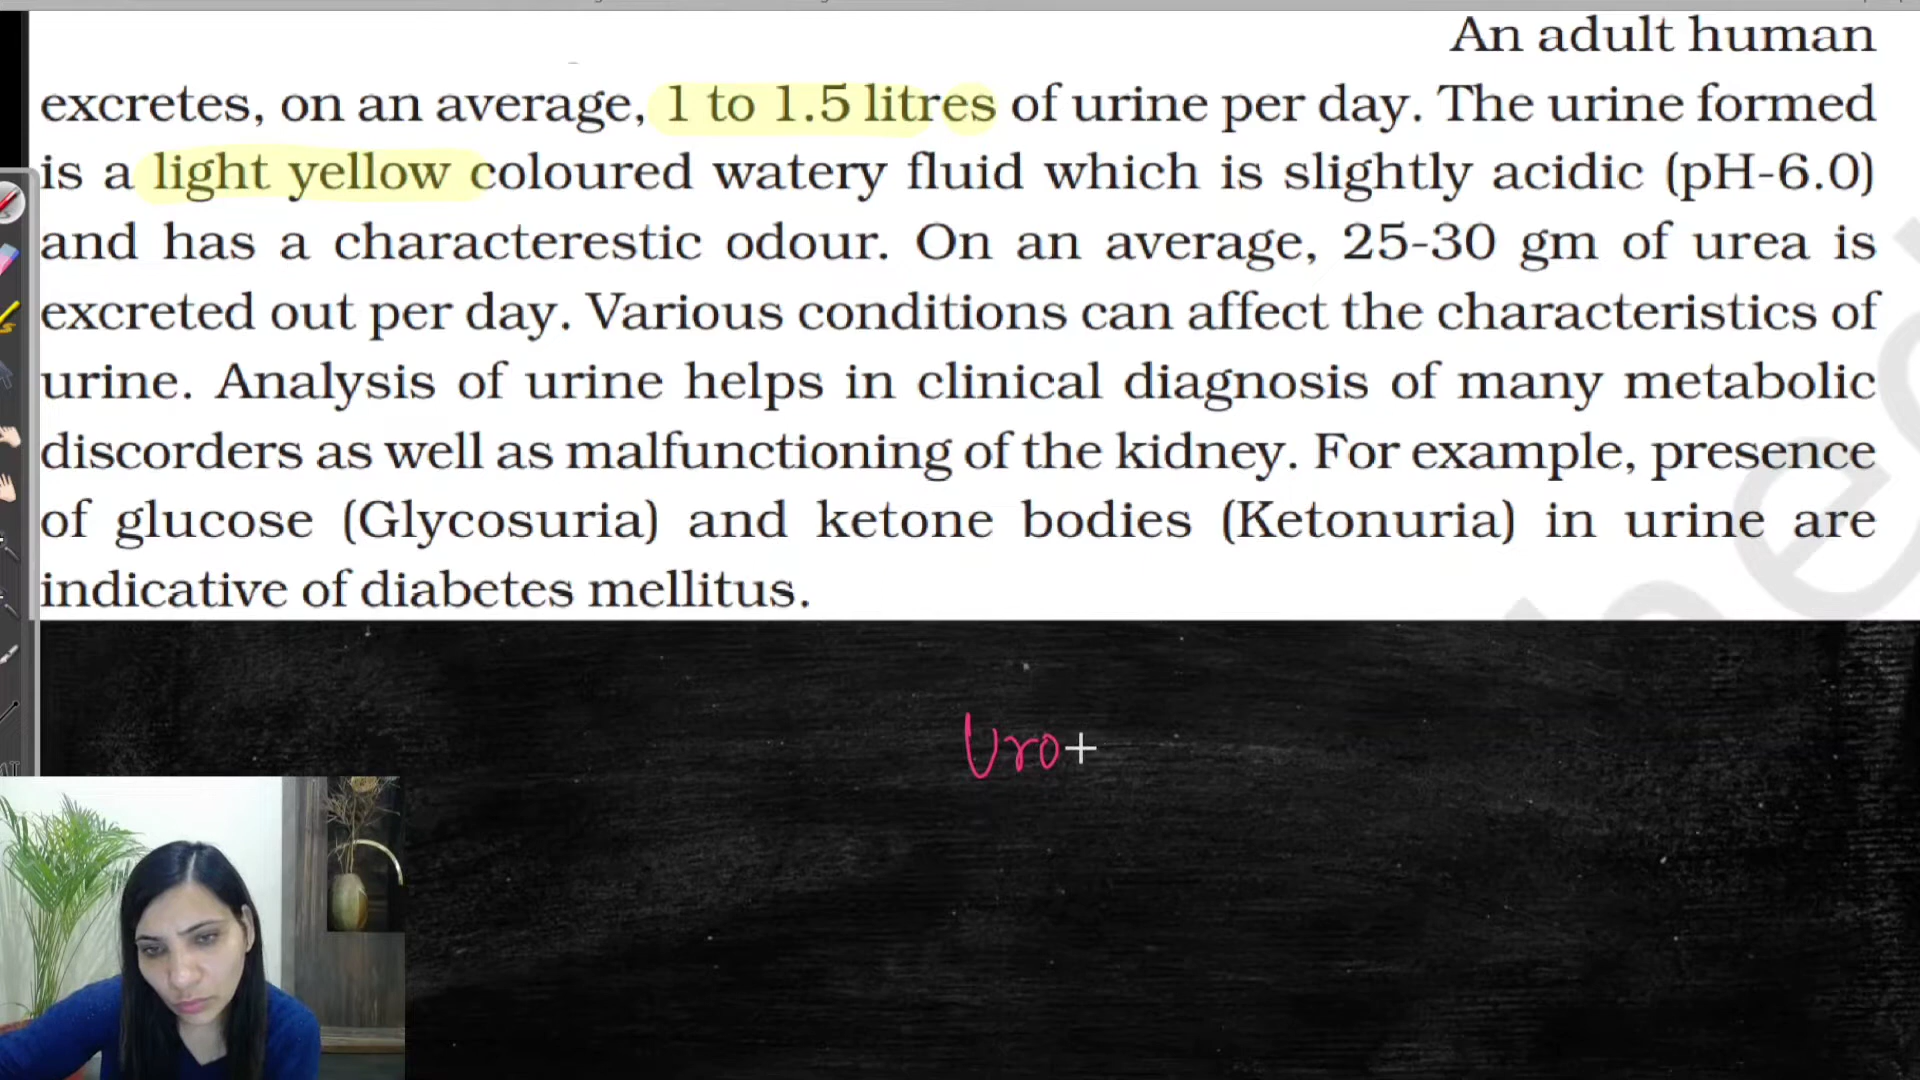 An adult human
excretes, on an average, 1 to 1.5 litres of urine per day. The urine formed
is a light yellow coloured watery fluid which is slightly acidic (pH-6.0)
and has a characterestic odour. On an average, 25-30 gm of urea is
excreted out per day. Various conditions can affect the characteristics of
urine. Analysis of urine helps in clinical diagnosis of many metabolic
discorders as well as malfunctioning of the kidney. For example, presence
of glucose (Glycosuria) and ketone bodies (Ketonuria) in urine are
indicative of diabetes mellitus.
Uro